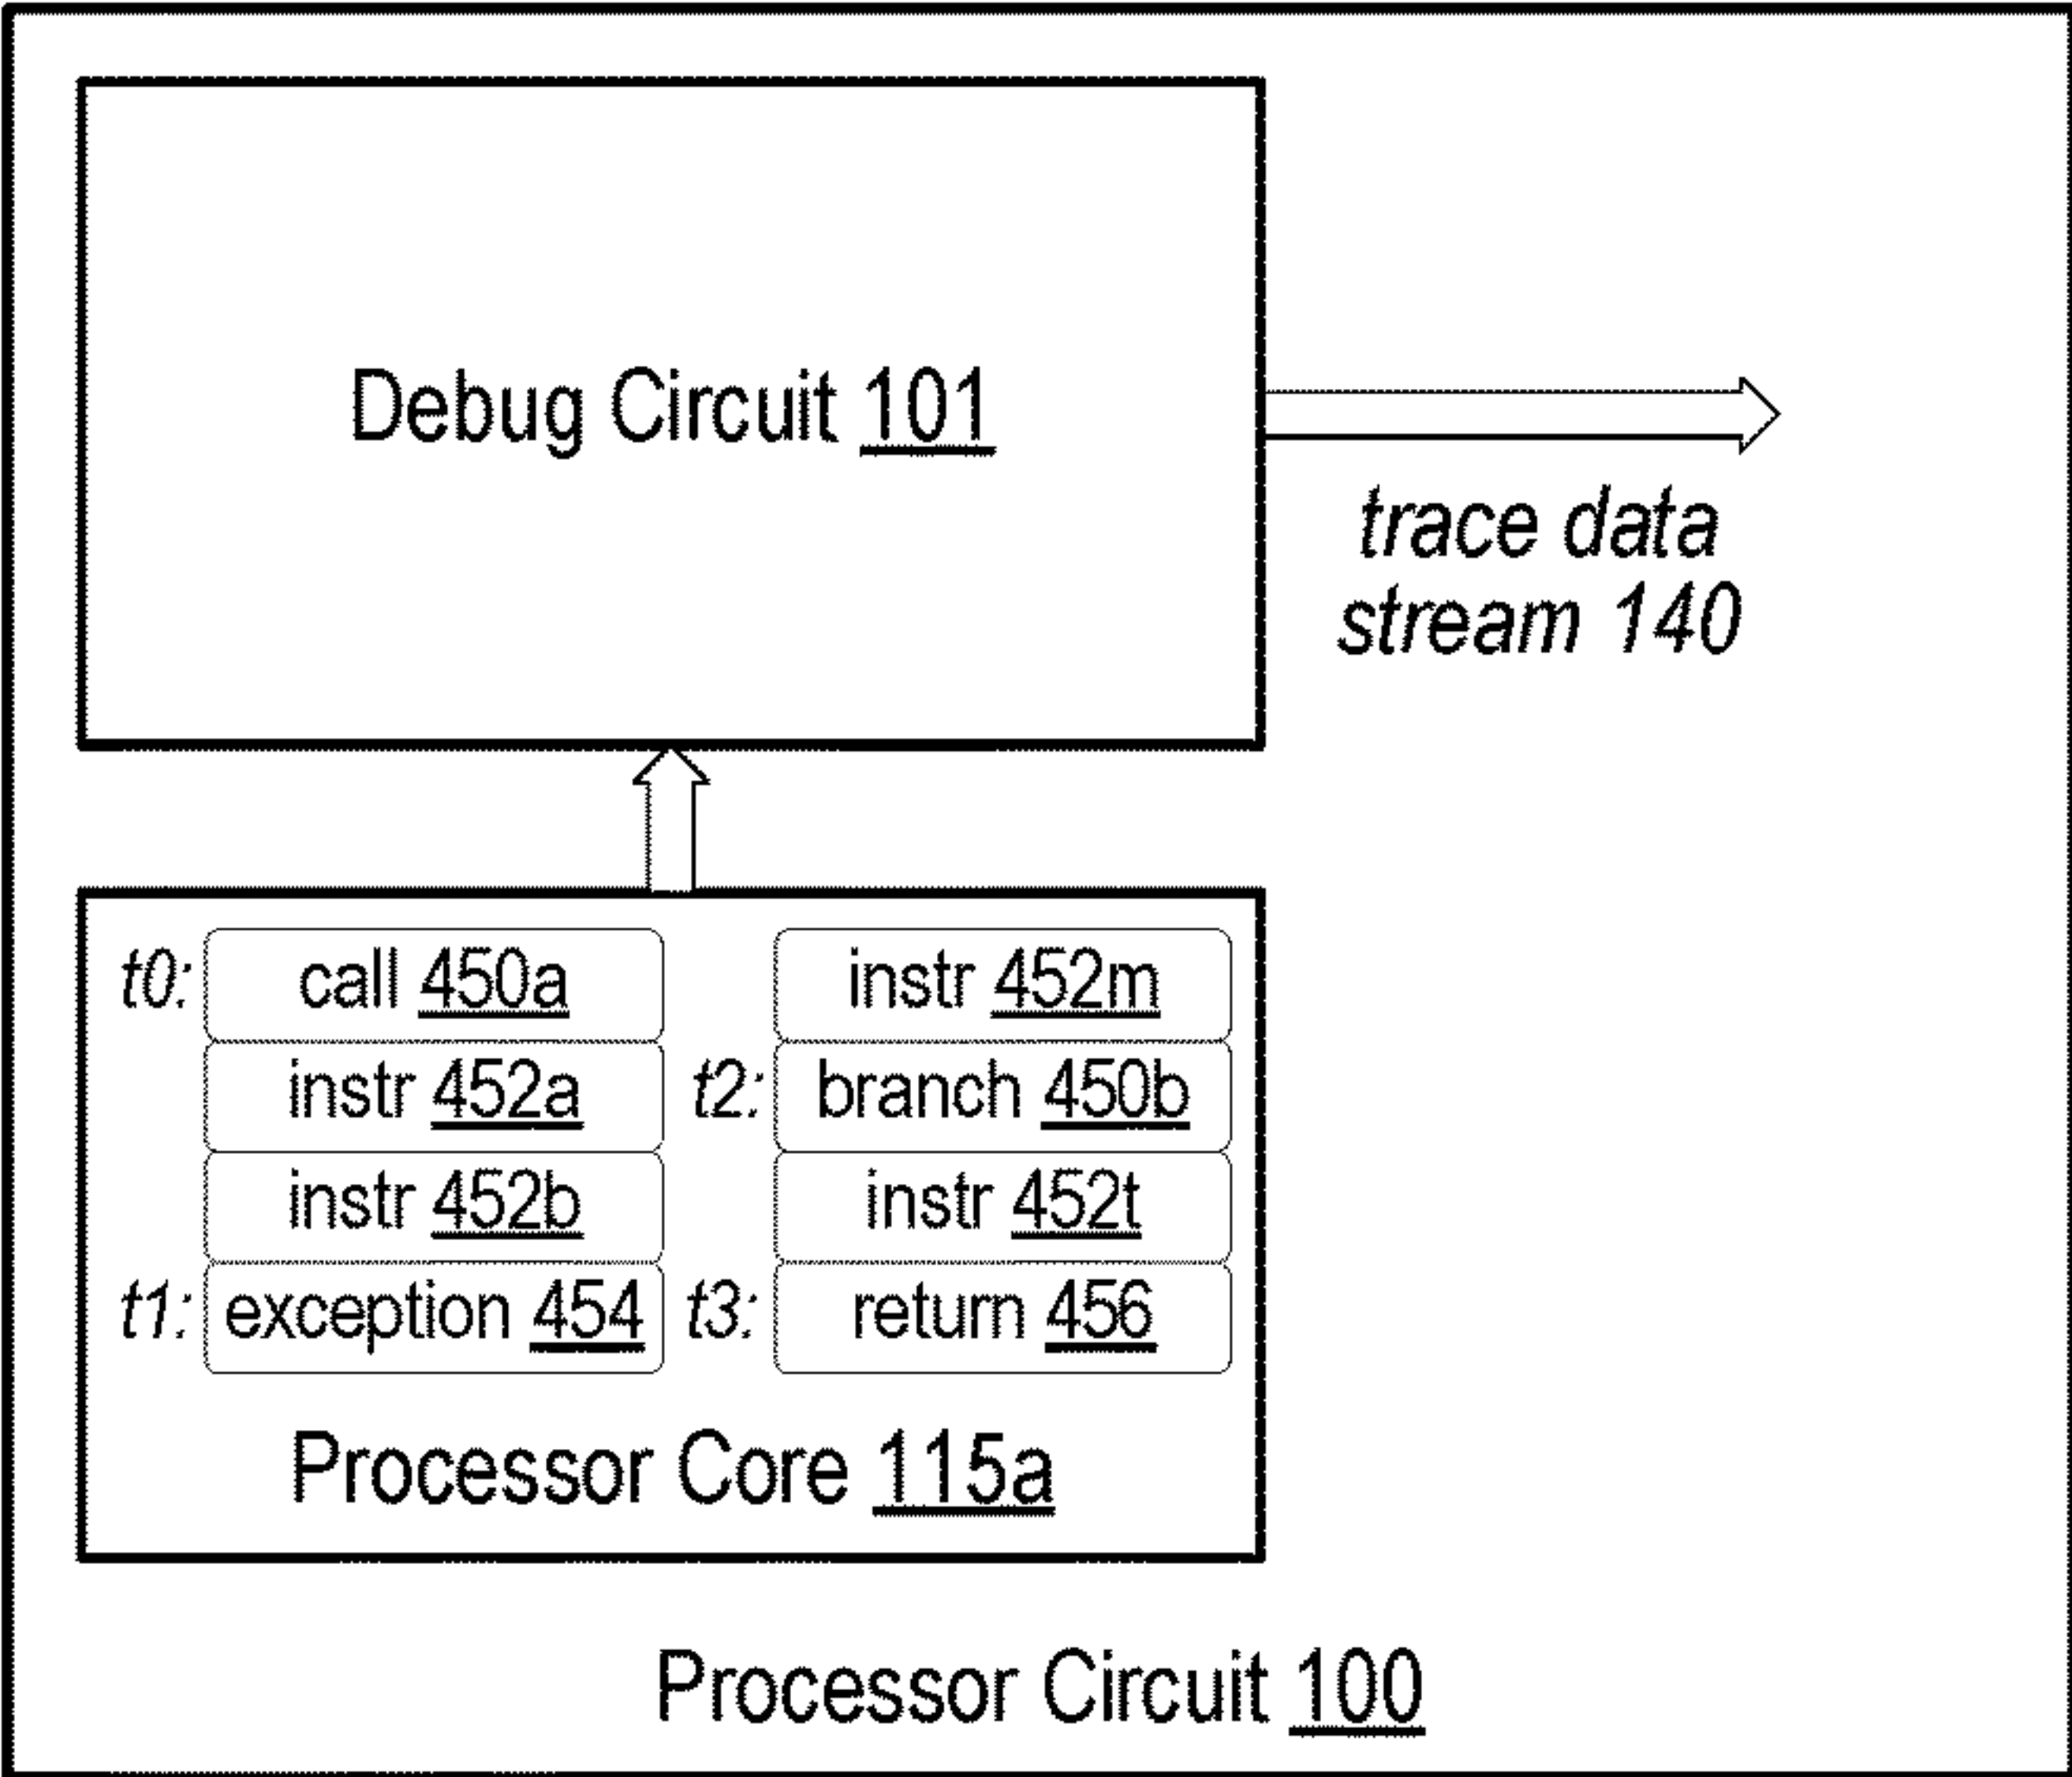 Debug Circuit 101
trace data
stream 140
t0: call 450a
instr 452a
instr 452b
t1: exception 454
instr 452m
t2: branch 450b
instr 452t
t3: return 456
Processor Core 115a
Processor Circuit 100